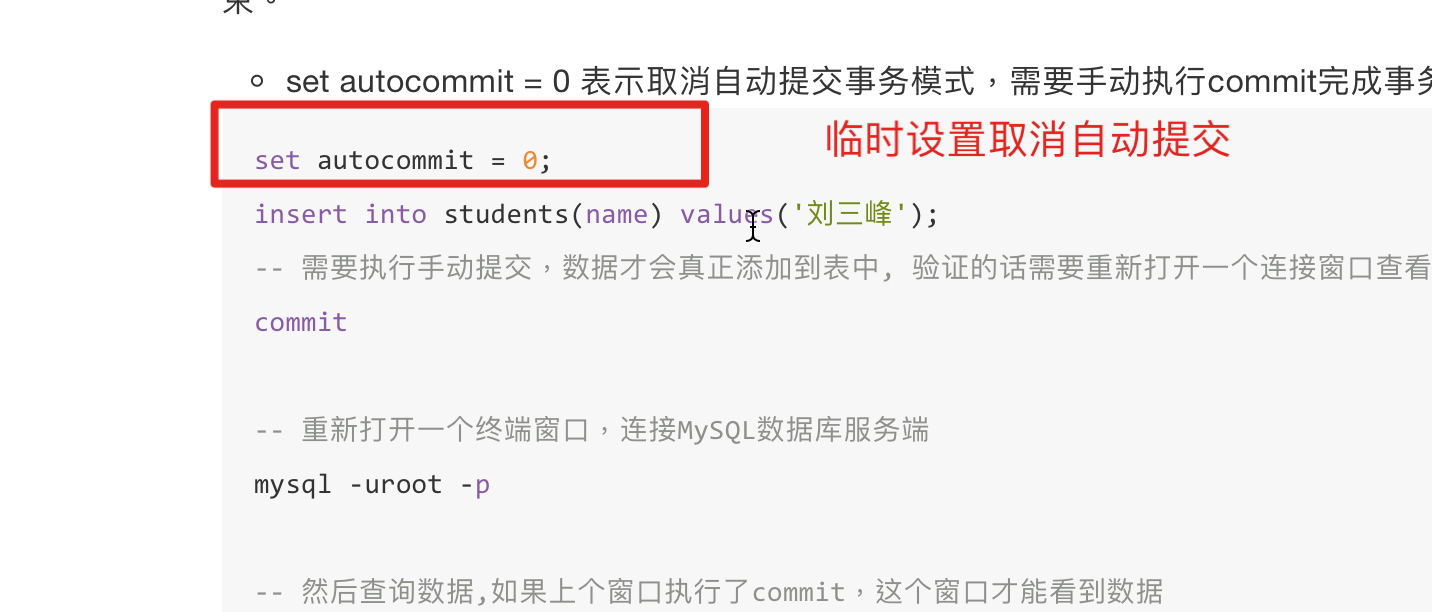 果。
set autocommit = 0 表示取消自动提交事务模式，需要手动执行commit完成事
临时设置取消自动提交
set autocommit = 0;
insert into students(name) values('刘三峰');
-- 需要执行手动提交，数据才会真正添加到表中, 验证的话需要重新打开一个连接窗口查看
commit
-- 重新打开一个终端窗口，连接MySQL数据库服务端
mysql -uroot -p
-- 然后查询数据,如果上个窗口执行了commit，这个窗口才能看到数据